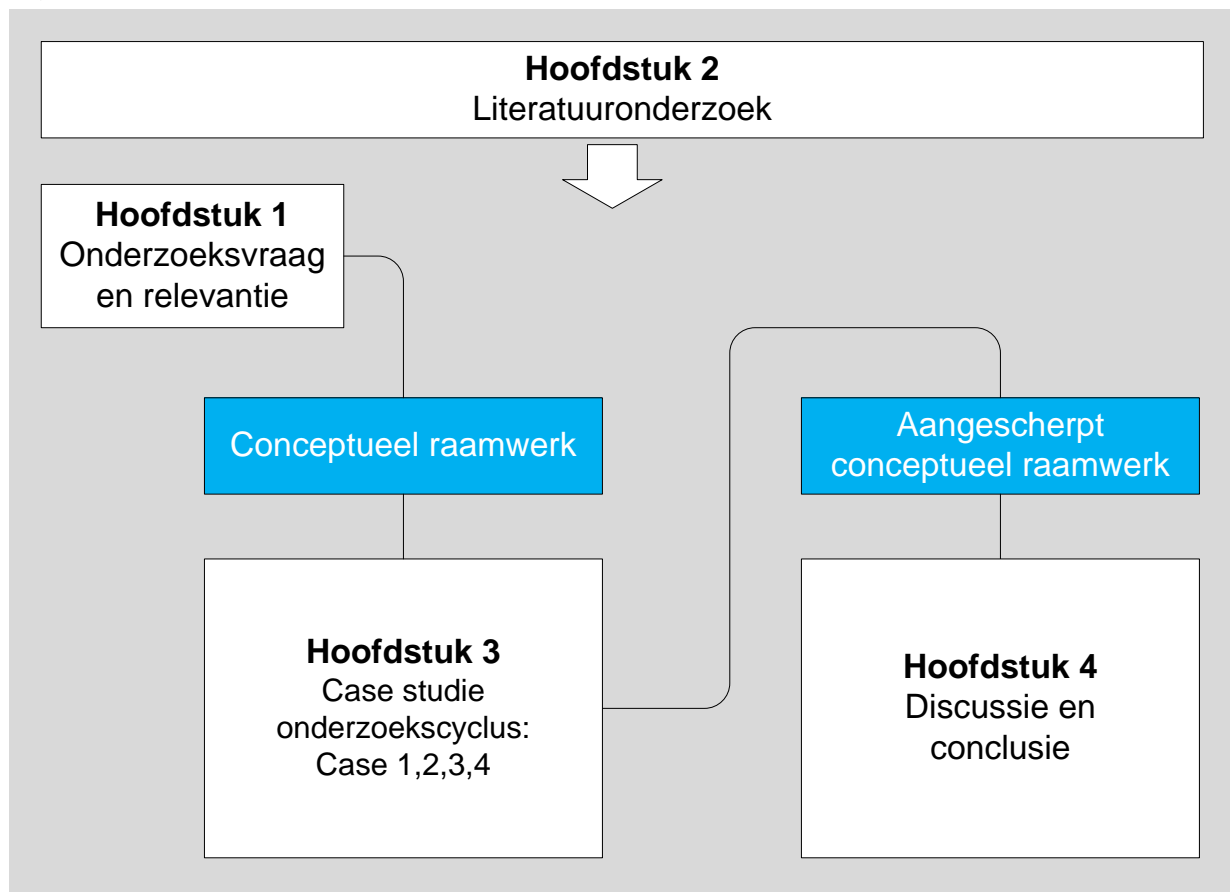 Hoofdstuk 2
Literatuuronderzoek
Hoofdstuk 1
Onderzoeksvraag
en relevantie
Conceptueel raamwerk
Aangescherpt
conceptueel raamwerk
Hoofdstuk 3
Case studie
onderzoekscyclus:
Case 1,2,3,4
Hoofdstuk 4
Discussie en
conclusie